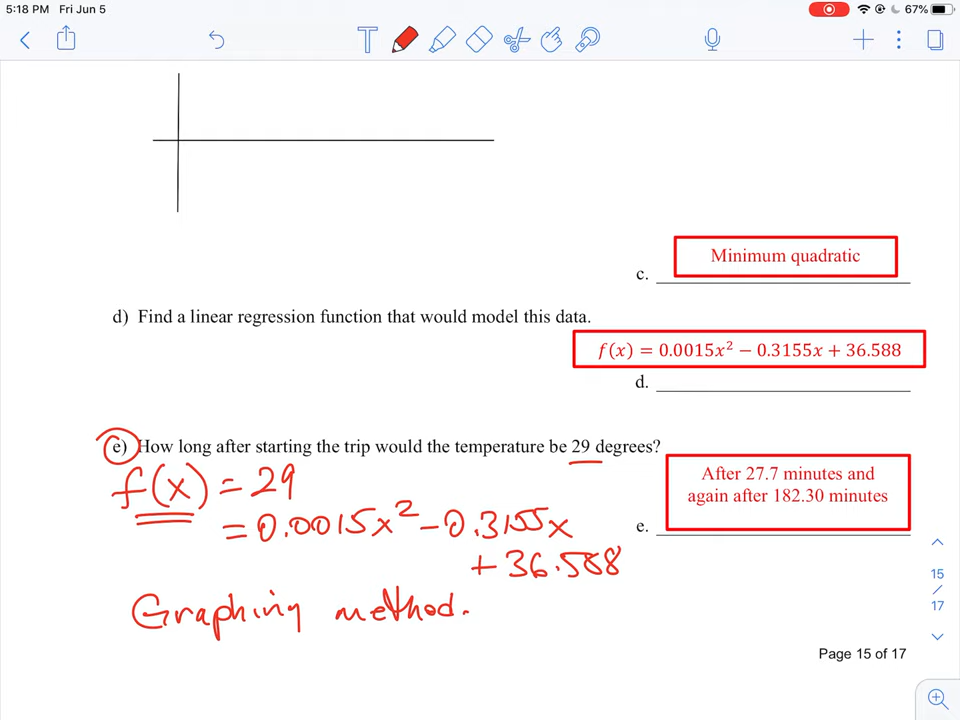 5:18 PM Fri Jun 5
67%
T
Minimum quadratic
c.
d) Find a linear regression function that would model this data.
f(x) = 0.0015x² − 0.3155x + 36.588
d.
e) How long after starting the trip would the temperature be 29 degrees?
After 27.7 minutes and
again after 182.30 minutes
e.
f(x) = 29
= 0.0015x² − 0.3155x
+ 36.588
Graphing method.
15
/
17
Page 15 of 17